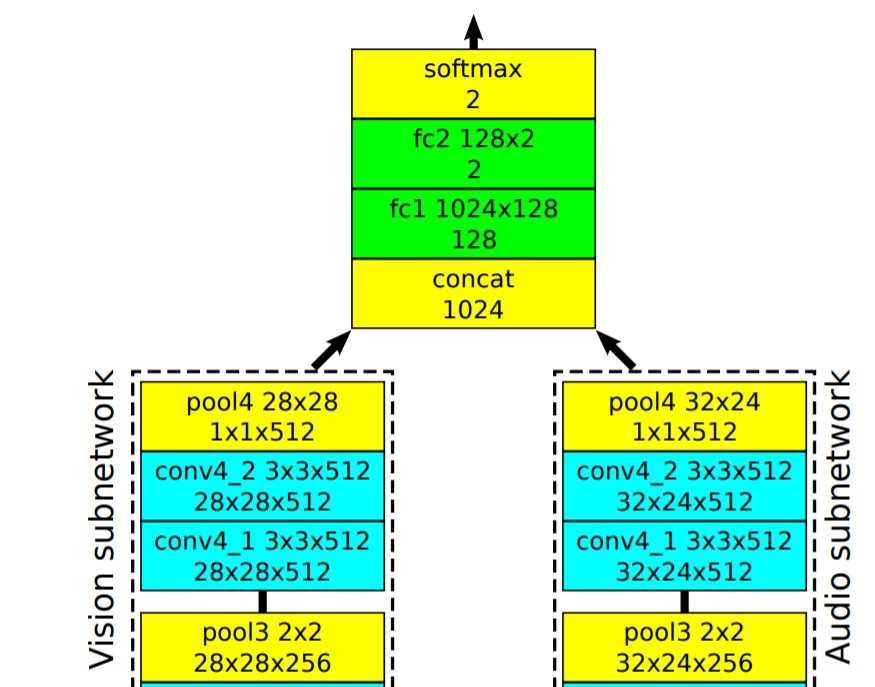 softmax
2
fc2 128x2
2
fc1 1024x128
128
concat
1024
Vision subnetwork
pool4 28x28
1x1x512
conv4_2 3x3x512
28x28x512
conv4_1 3x3x512
28x28x512
pool3 2x2
28x28x256
pool4 32x24
1x1x512
conv4_2 3x3x512
32x24x512
conv4_1 3x3x512
32x24x512
pool3 2x2
32x24x256
Audio subnetwork